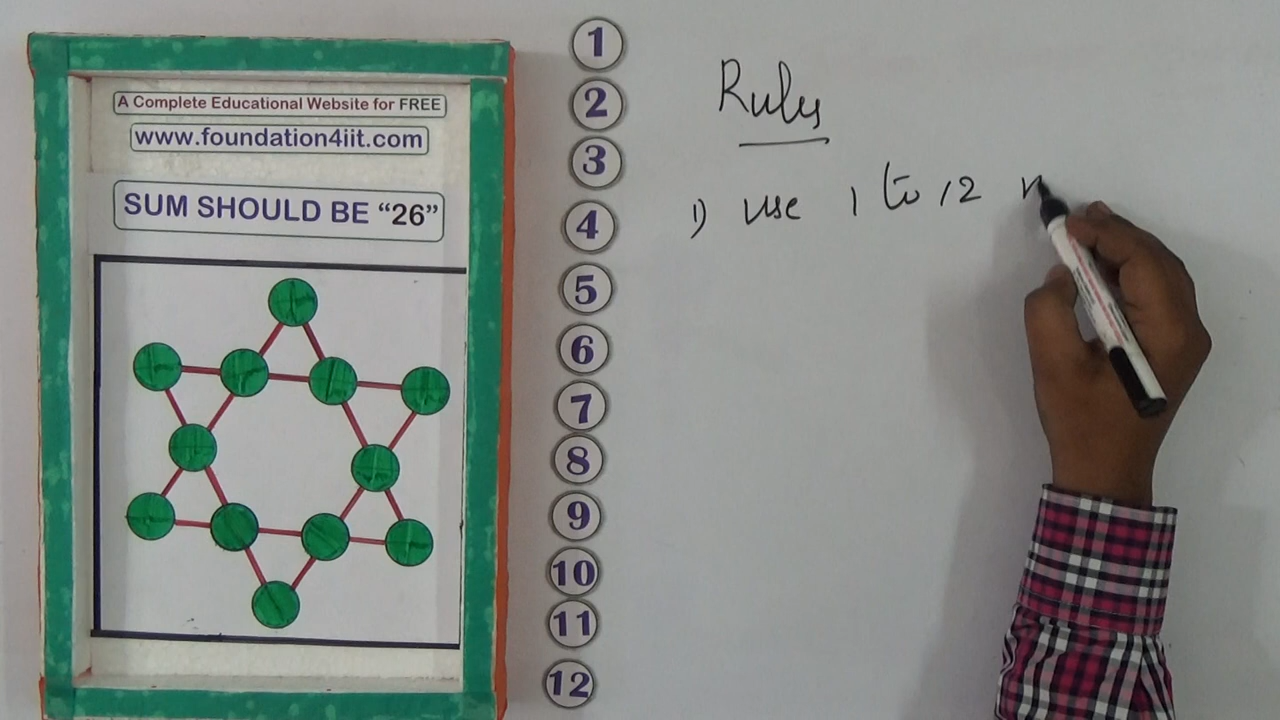 A Complete Educational Website for FREE
www.foundation4iit.com
SUM SHOULD BE “26”
1
2
3
4
5
6
7
8
9
10
11
12
Rules
1) use 1 to 12